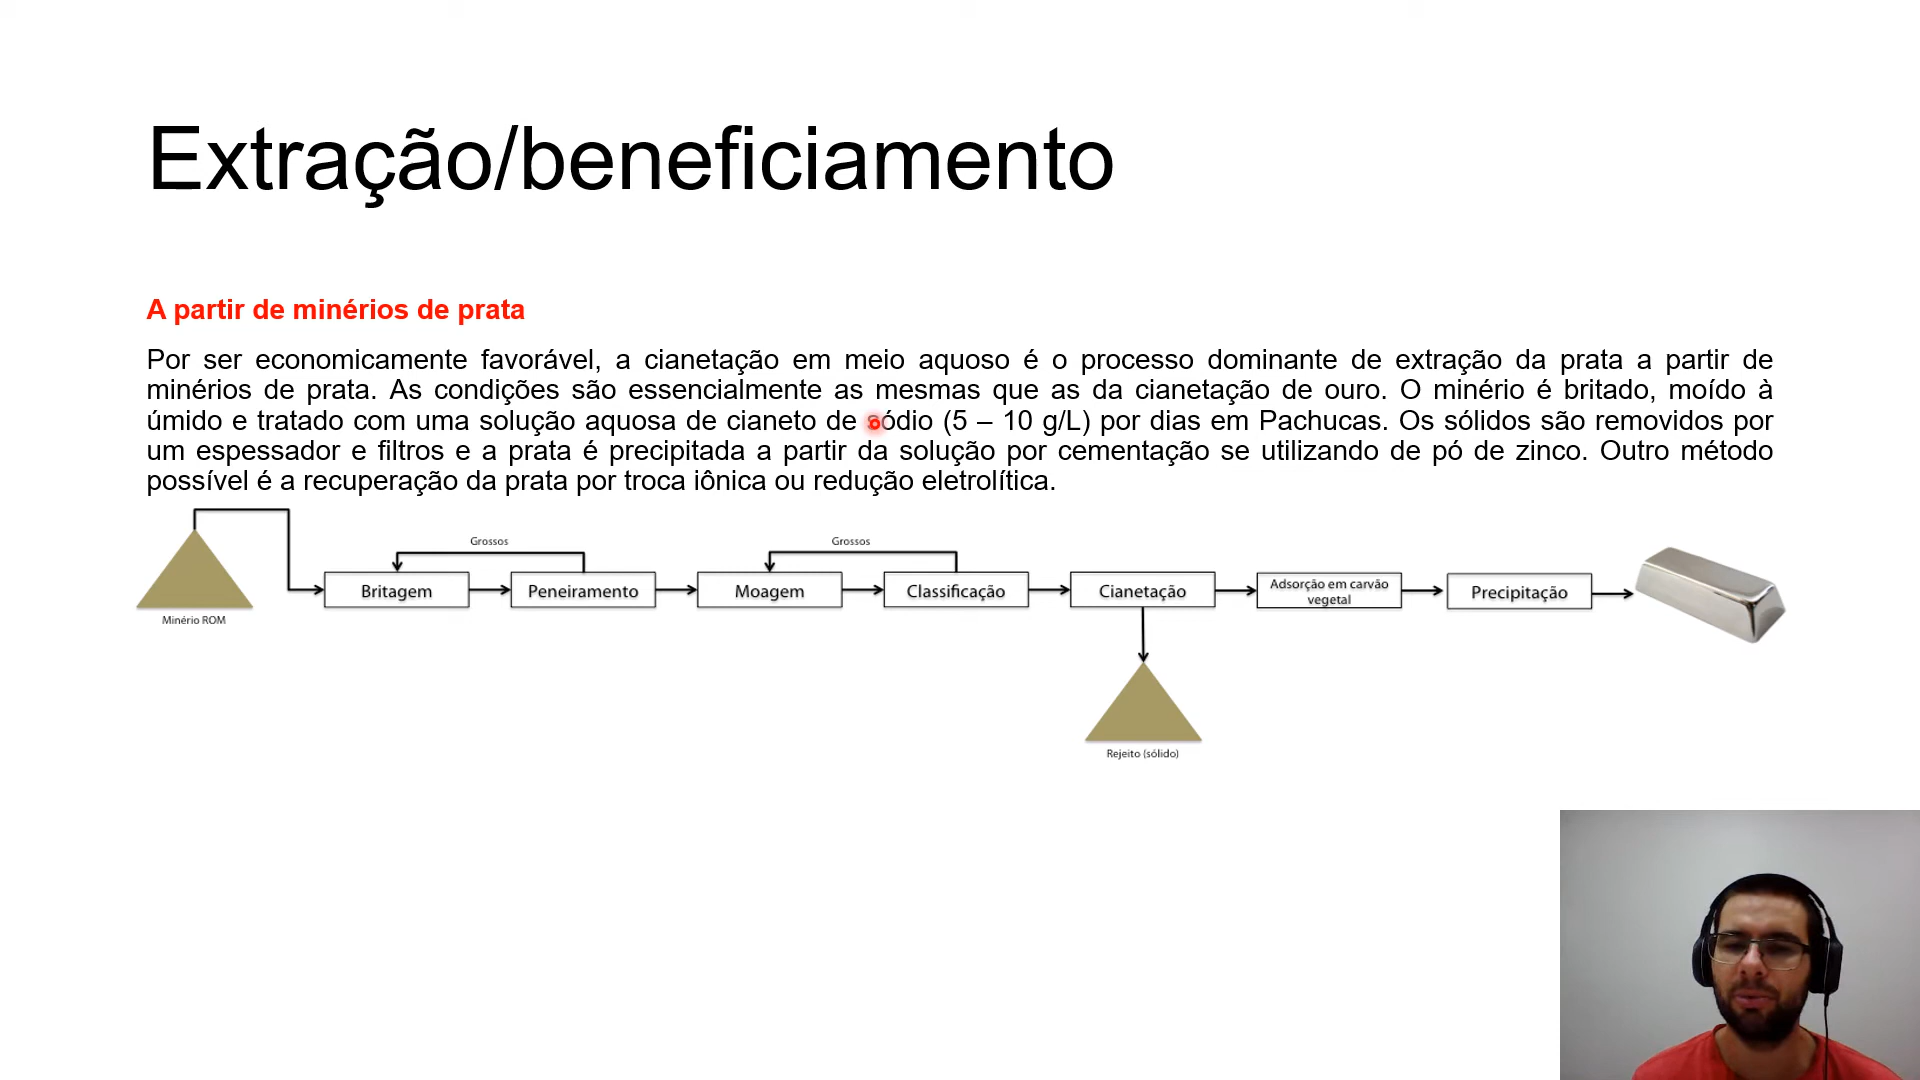 Extração/beneficiamento
A partir de minérios de prata
Por ser economicamente favorável, a cianetação em meio aquoso é o processo dominante de extração da prata a partir de
minérios de prata. As condições são essencialmente as mesmas que as da cianetação de ouro. O minério é britado, moído à
úmido e tratado com uma solução aquosa de cianeto de sódio (5 – 10 g/L) por dias em Pachucas. Os sólidos são removidos por
um espessador e filtros e a prata é precipitada a partir da solução por cementação se utilizando de pó de zinco. Outro método
possível é a recuperação da prata por troca iônica ou redução eletrolítica.
Grossos
Grossos
Britagem
Peneiramento
Moagem
Classificação
Cianetação
Adsorção em carvão
vegetal
Precipitação
Minério ROM
Rejeito (sólido)